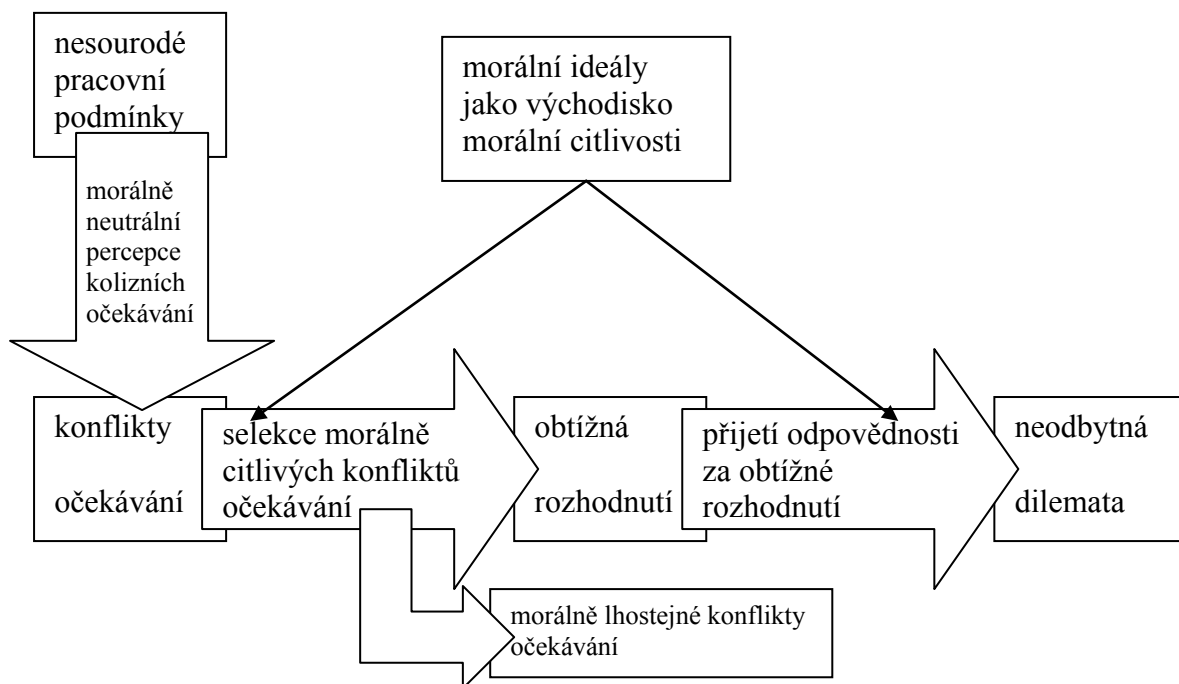 nesourodé
pracovní
podmínky
morální ideály
jako východisko
morální citlivosti
morálně
neutrální
percepce
kolizních
očekávání
konflikty
očekávání
selekce morálně
citlivých konfliktů
očekávání
obtížná
rozhodnutí
přijetí odpovědnosti
za obtížné
rozhodnutí
neodbytná
dilemata
morálně lhostejné konflikty
očekávání